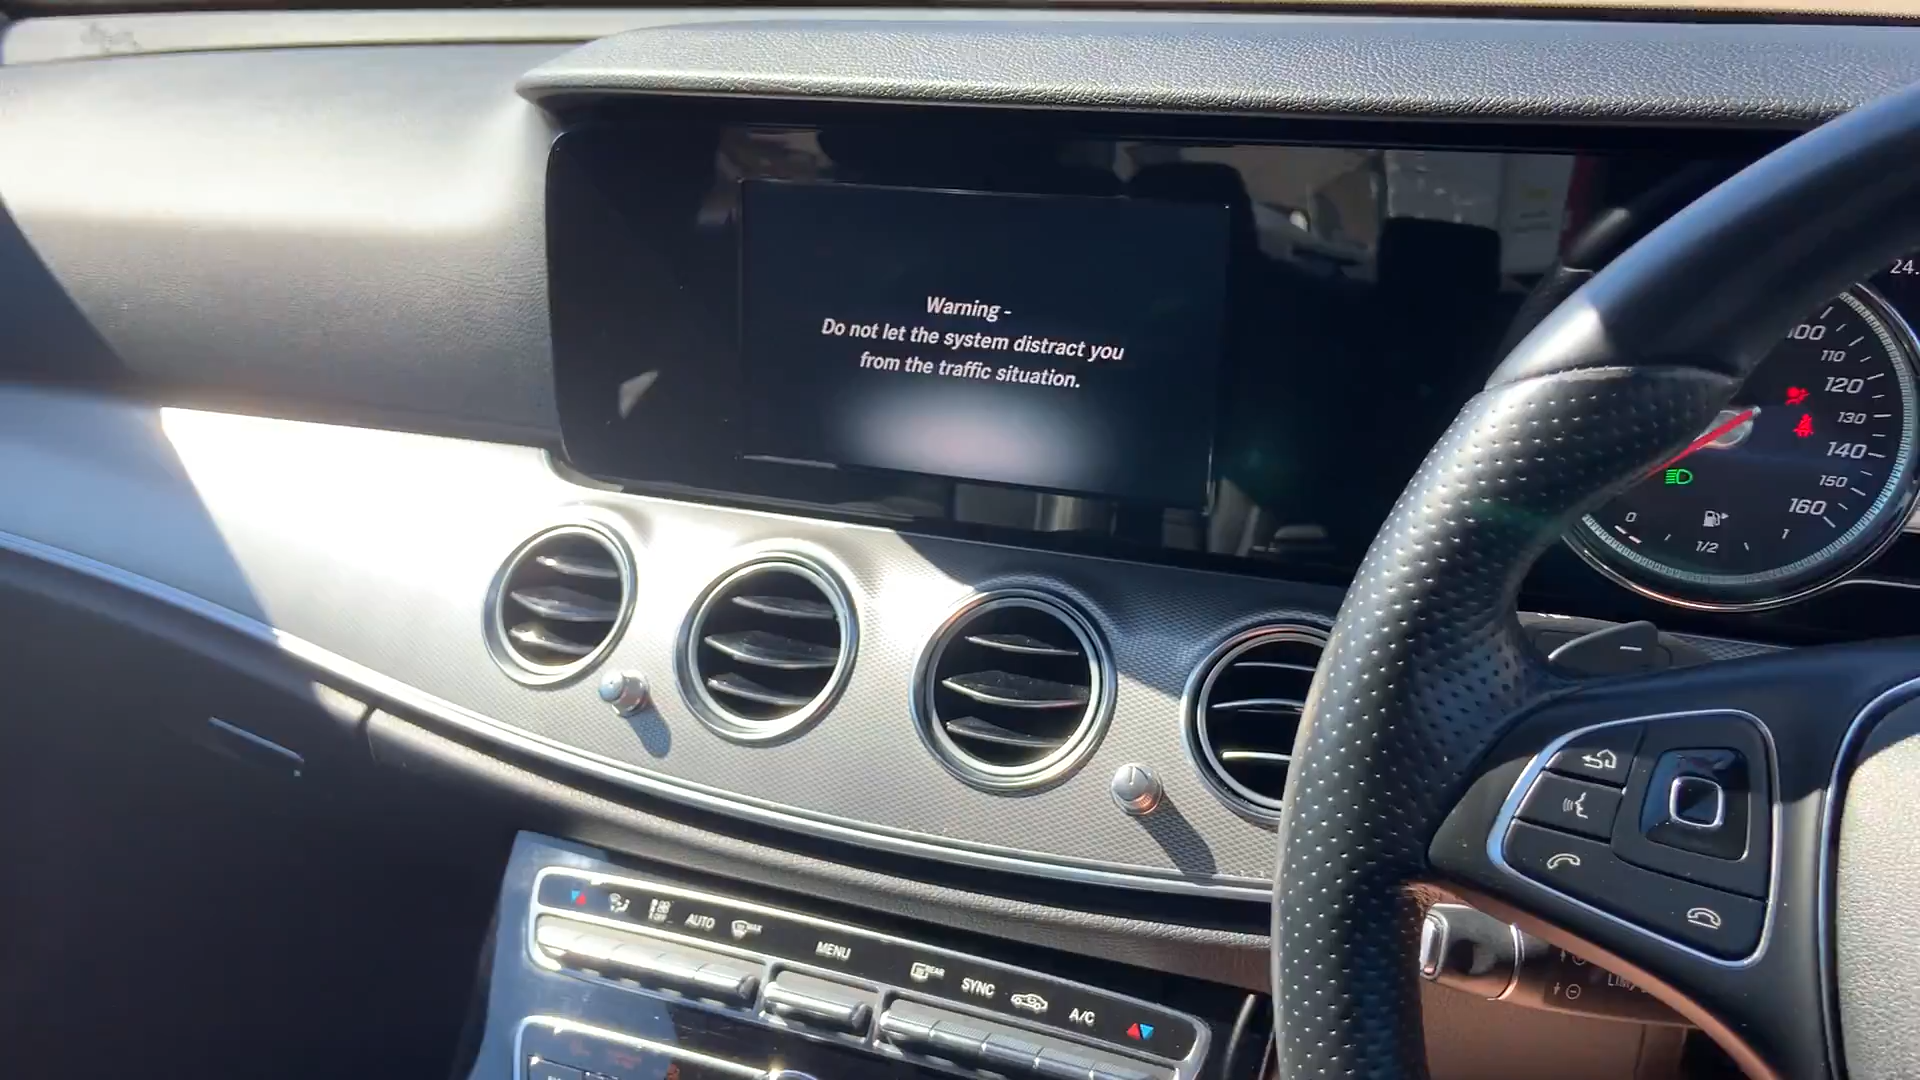 Warning -
Do not let the system distract you
from the traffic situation.
24.
100
110
120
130
140
150
160
0
1/2
1
AUTO
MENU
REAR
SYNC
A/C